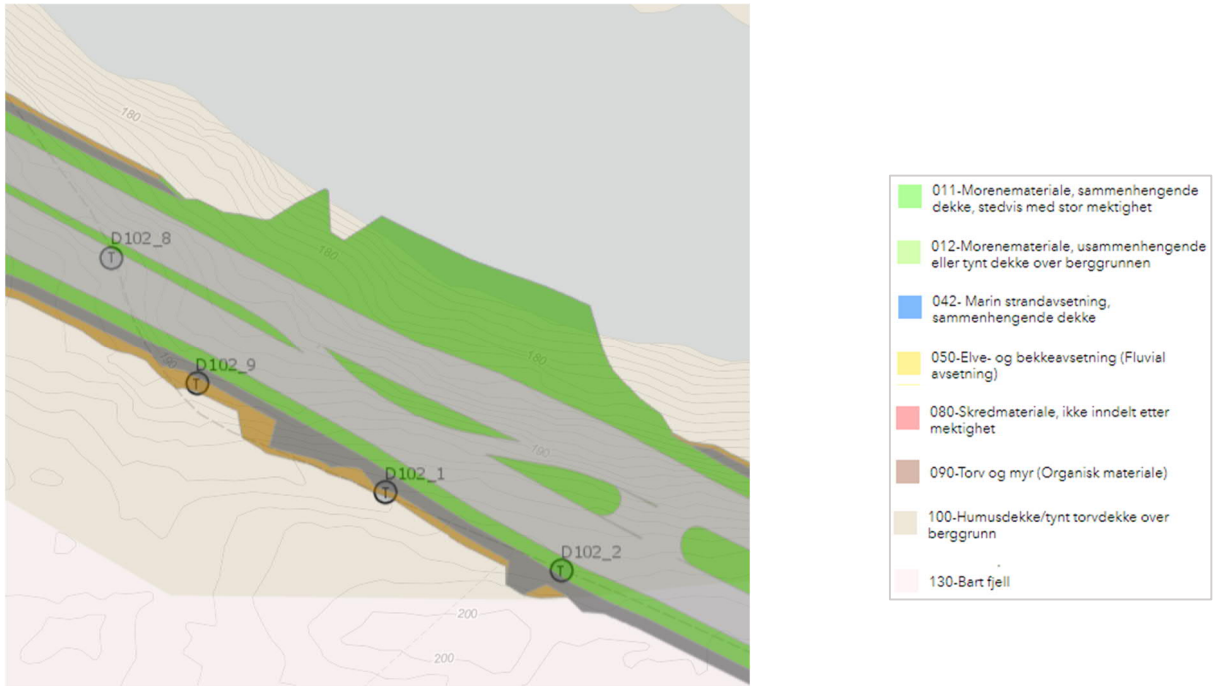 180
D102_8
180
D102_9
190
180
D102_1
190
D102_2
200
200
011-Morenemateriale, sammenhengende
dekke, stedvis med stor mektighet
012-Morenemateriale, usammenhengende
eller tynt dekke over berggrunnen
042- Marin strandavsetning,
sammenhengende dekke
050-Elve- og bekkeavsetning (Fluvial
avsetning)
080-Skredmateriale, ikke inndelt etter
mektighet
090-Torv og myr (Organisk materiale)
100-Humusdekke/tynt torvdekke over
berggrunn
130-Bart fjell
T
T
T
T